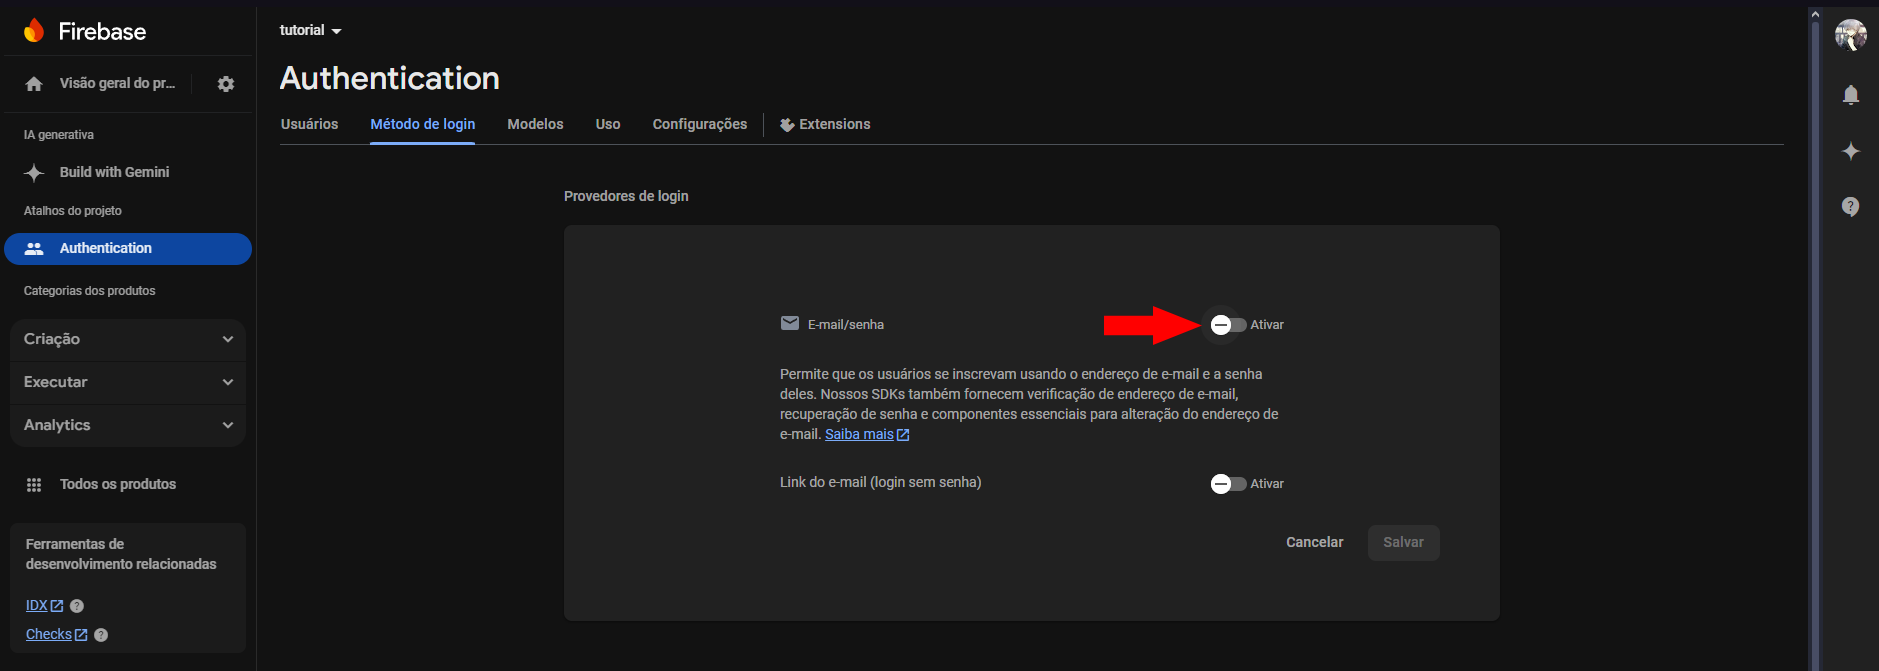 Firebase
Visão geral do pr...
IA generativa
Build with Gemini
Atalhos do projeto
Authentication
Categorias dos produtos
Criação
Executar
Analytics
Todos os produtos
Ferramentas de
desenvolvimento relacionadas
IDX ?
Checks ?
tutorial
Authentication
Usuários Método de login Modelos Uso Configurações Extensions
Provedores de login
E-mail/senha Ativar
Permite que os usuários se inscrevam usando o endereço de e-mail e a senha
deles. Nossos SDKs também fornecem verificação de endereço de e-mail,
recuperação de senha e componentes essenciais para alteração do endereço de
e-mail. Saiba mais
Link do e-mail (login sem senha) Ativar
Cancelar Salvar
?